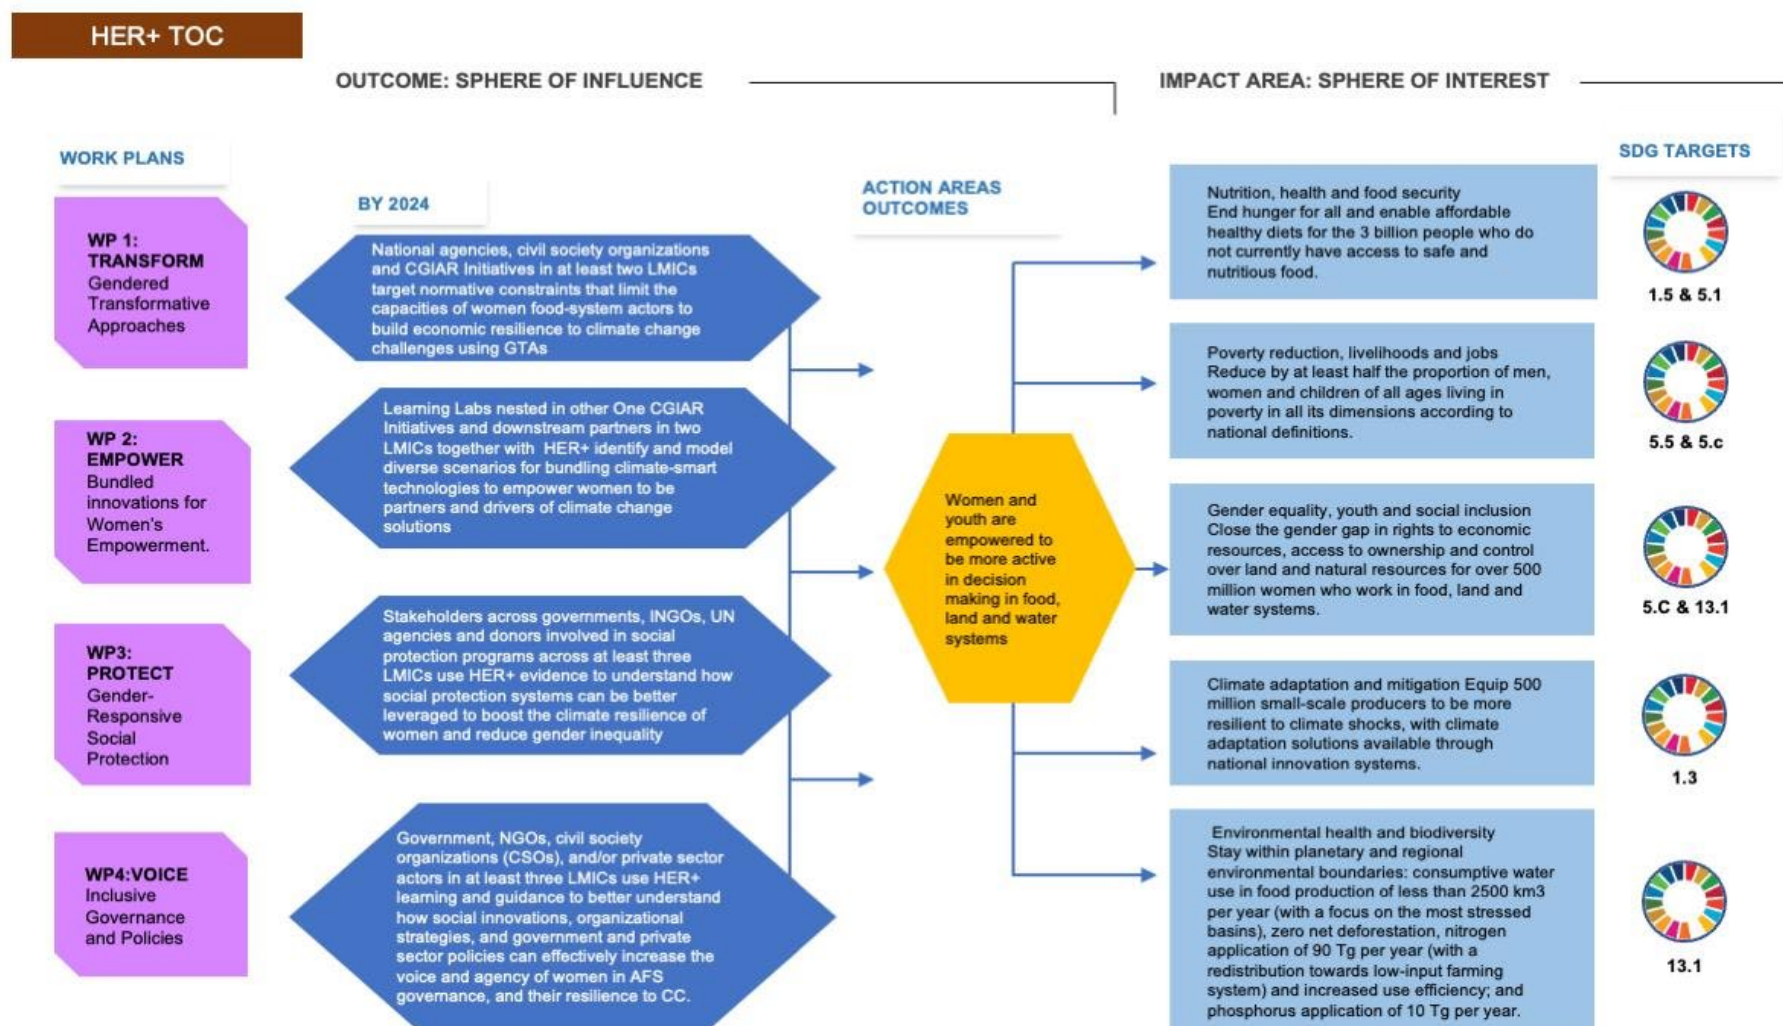 HER+ TOC
OUTCOME: SPHERE OF INFLUENCE
IMPACT AREA: SPHERE OF INTEREST
WORK PLANS
WP 1:
TRANSFORM
Gendered
Transformative
Approaches
WP 2:
EMPOWER
Bundled
innovations for
Women's
Empowerment.
WP3:
PROTECT
Gender-
Responsive
Social
Protection
WP4:VOICE
Inclusive
Governance
and Policies
BY 2024
National agencies, civil society organizations
and CGIAR Initiatives in at least two LMICs
target normative constraints that limit the
capacities of women food-system actors to
build economic resilience to climate change
challenges using GTAs
Learning Labs nested in other One CGIAR
Initiatives and downstream partners in two
LMICs together with HER+ identify and model
diverse scenarios for bundling climate-smart
technologies to empower women to be
partners and drivers of climate change
solutions
Stakeholders across governments, INGOs, UN
agencies and donors involved in social
protection programs across at least three
LMICs use HER+ evidence to understand how
social protection systems can be better
leveraged to boost the climate resilience of
women and reduce gender inequality
Government, NGOs, civil society
organizations (CSOs), and/or private sector
actors in at least three LMICs use HER+
learning and guidance to better understand
how social innovations, organizational
strategies, and government and private
sector policies can effectively increase the
voice and agency of women in AFS
governance, and their resilience to CC.
ACTION AREAS
OUTCOMES
Women and
youth are
empowered to
be more active
in decision
making in food,
land and water
systems
Nutrition, health and food security
End hunger for all and enable affordable
healthy diets for the 3 billion people who do
not currently have access to safe and
nutritious food.
Poverty reduction, livelihoods and jobs
Reduce by at least half the proportion of men,
women and children of all ages living in
poverty in all its dimensions according to
national definitions.
Gender equality, youth and social inclusion
Close the gender gap in rights to economic
resources, access to ownership and control
over land and natural resources for over 500
million women who work in food, land and
water systems.
Climate adaptation and mitigation Equip 500
million small-scale producers to be more
resilient to climate shocks, with climate
adaptation solutions available through
national innovation systems.
Environmental health and biodiversity
Stay within planetary and regional
environmental boundaries: consumptive water
use in food production of less than 2500 km3
per year (with a focus on the most stressed
basins), zero net deforestation, nitrogen
application of 90 Tg per year (with a
redistribution towards low-input farming
system) and increased use efficiency; and
phosphorus application of 10 Tg per year.
SDG TARGETS
1.5 & 5.1
5.5 & 5.c
5.C & 13.1
1.3
13.1